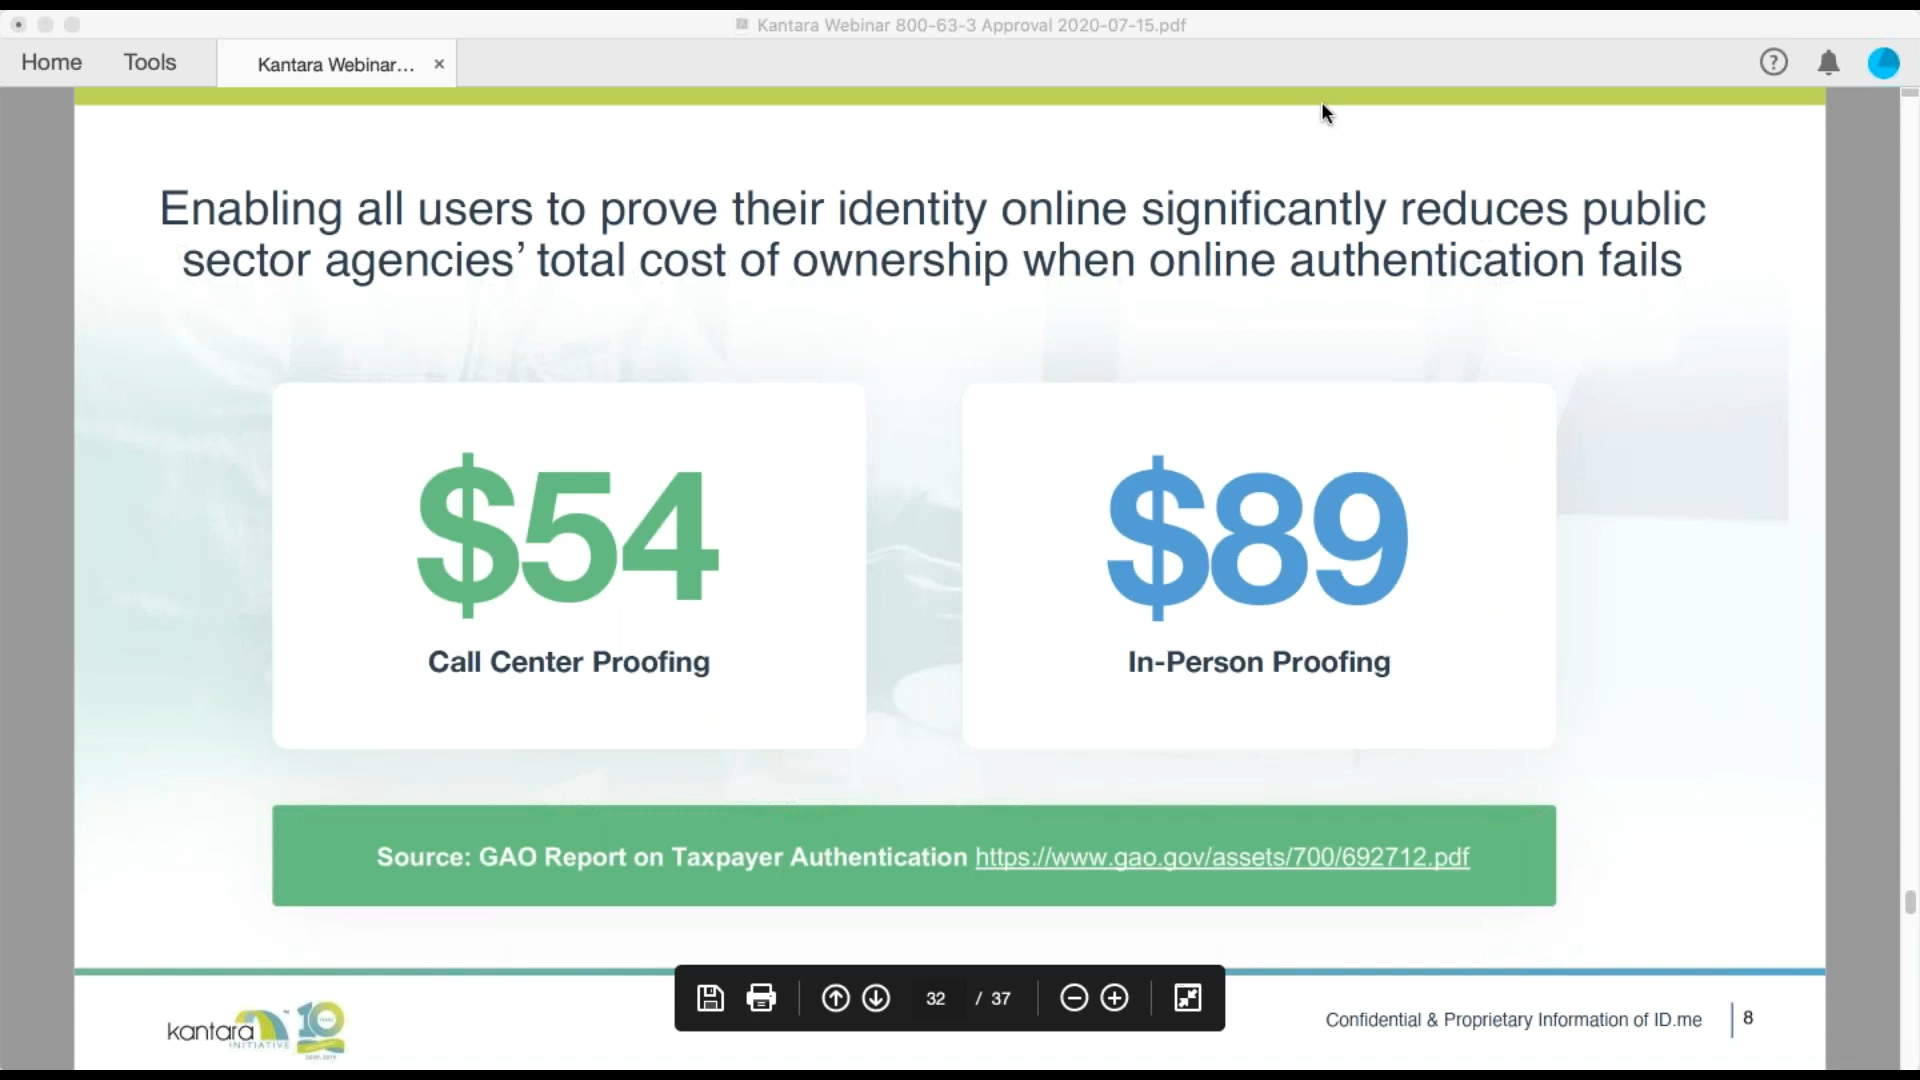 Kantara Webinar 800-63-3 Approval 2020-07-15.pdf
Home Tools Kantara Webinar... ×
Enabling all users to prove their identity online significantly reduces public
sector agencies’ total cost of ownership when online authentication fails
$54
Call Center Proofing
$89
In-Person Proofing
Source: GAO Report on Taxpayer Authentication https://www.gao.gov/assets/700/692712.pdf
32 / 37
kantara
INITIATIVE
10
Confidential & Proprietary Information of ID.me
8